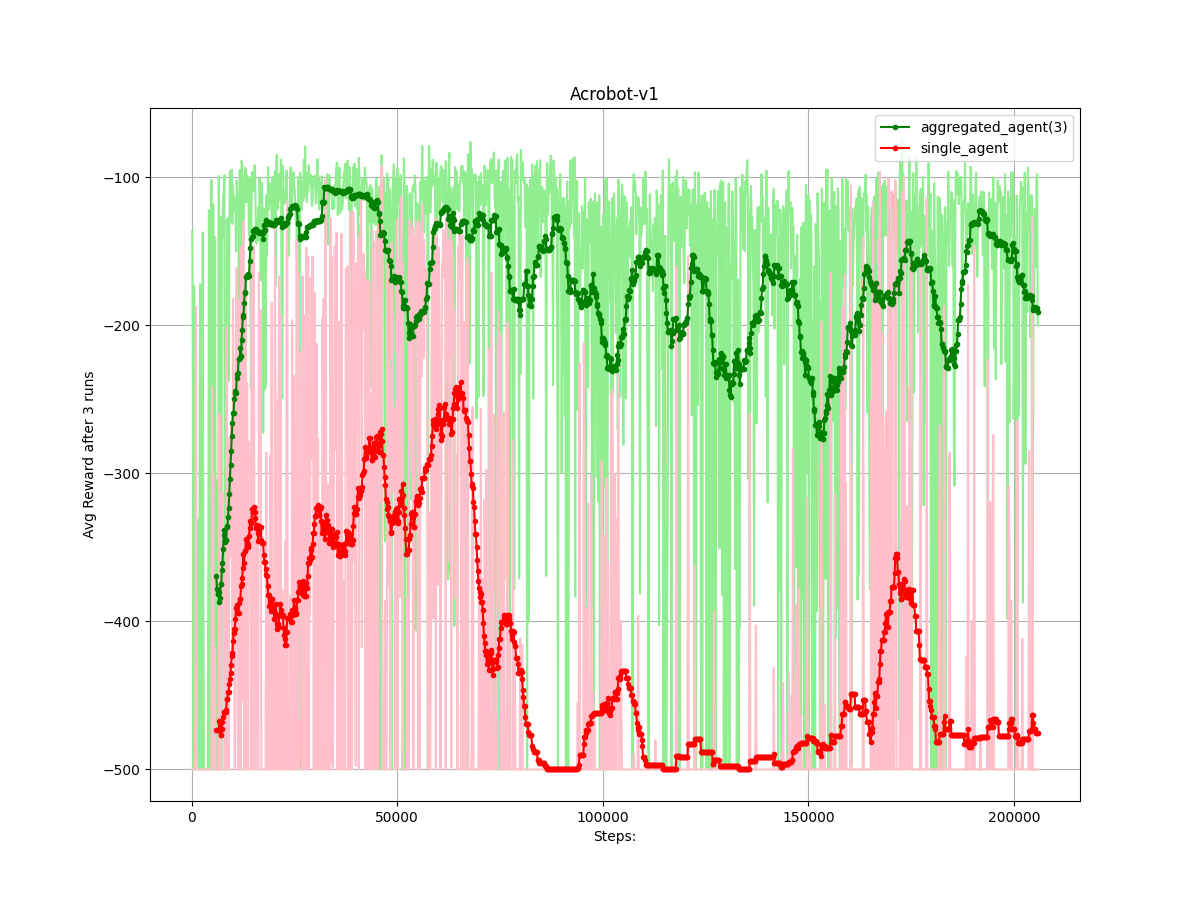 Acrobot-v1
aggregated_agent(3)
single_agent
Avg Reward after 3 runs
−100
−200
−300
−400
−500
0
50000
100000
150000
200000
Steps: